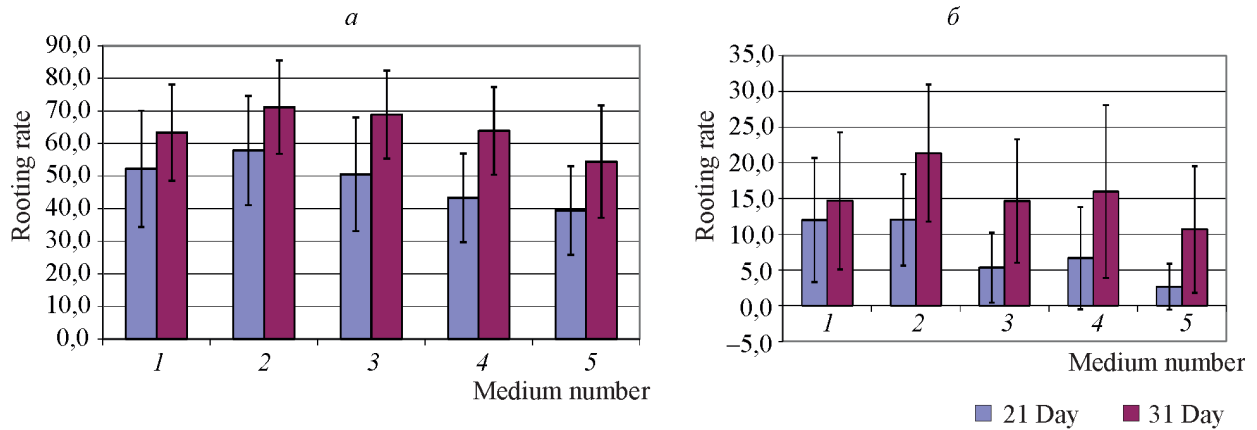 а
Rooting rate
90,0
80,0
70,0
60,0
50,0
40,0
30,0
20,0
10,0
0,0
1 2 3 4 5
Medium number
б
Rooting rate
35,0
30,0
25,0
20,0
15,0
10,0
5,0
0,0
–5,0
1 2 3 4 5
Medium number
21 Day 31 Day